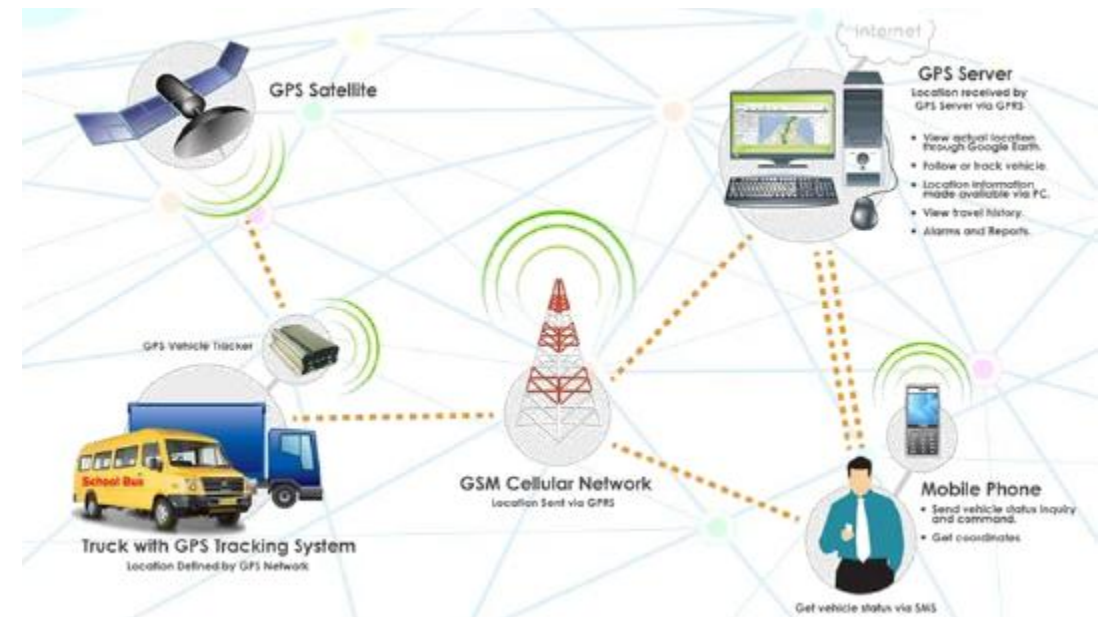 internet
GPS Satellite
GPS Server
Location received by
GPS Server via GPRS
• View actual location
through Google Earth.
• Follow or track vehicle.
• Location information
made available via PC.
• View travel history.
• Alarms and Reports.
GPS Vehicle Tracker
School Bus
GSM Cellular Network
Location Sent via GPRS
Truck with GPS Tracking System
Location Defined by GPS Network
Mobile Phone
• Send vehicle status inquiry
and command.
• Get coordinates
Get vehicle status via SMS